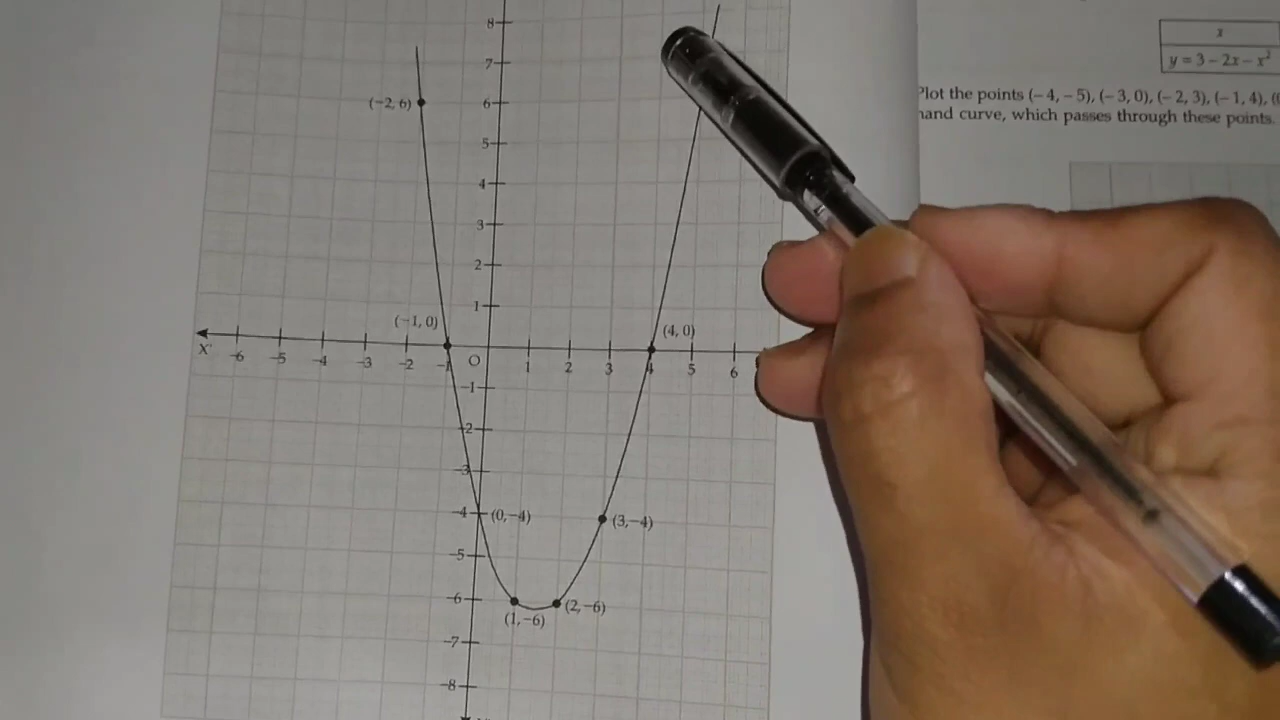 8
7
(−2, 6) 6
5
4
3
2
1
(−1, 0) (4, 0)
X' −6 −5 −4 −3 −2 −1 O 1 2 3 4 5 6
−1
−2
−3
−4 (0,−4) (3,−4)
−5
−6 (2,−6)
(1,−6)
−7
−8
x
y = 3 − 2x − x²
Plot the points (− 4, − 5), (− 3, 0), (− 2, 3), (− 1, 4),
hand curve, which passes through these points.